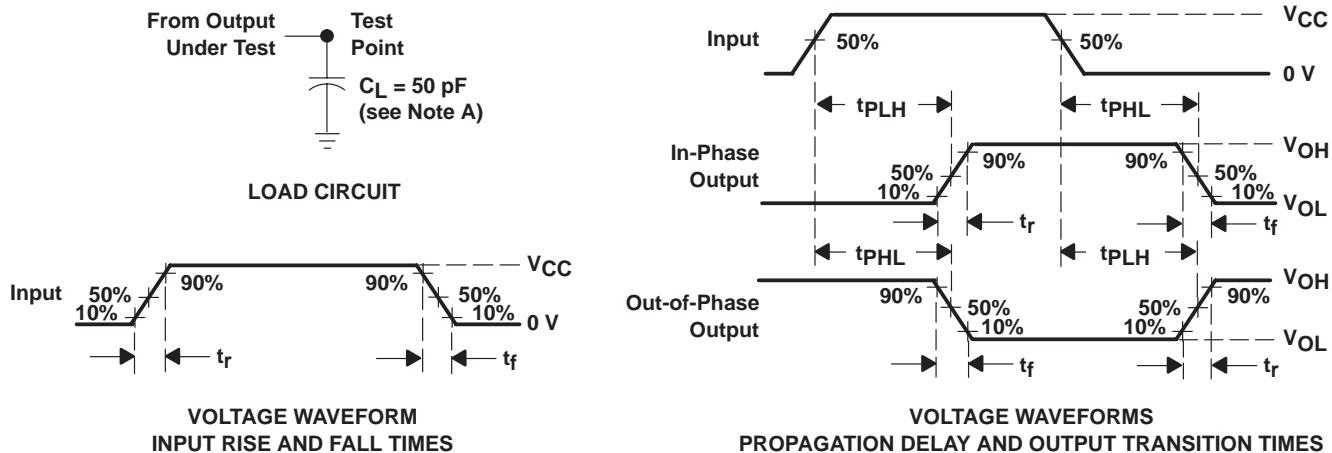 From Output
Under Test
Test
Point
CL = 50 pF
(see Note A)
LOAD CIRCUIT
Input
50%
10%
90%
90%
50%
10%
VCC
0 V
tr
tf
VOLTAGE WAVEFORM
INPUT RISE AND FALL TIMES
Input
50%
50%
VCC
0 V
tPLH
tPHL
In-Phase
Output
50%
10%
90%
90%
50%
10%
VOH
VOL
tr
tf
tPHL
tPLH
Out-of-Phase
Output
90%
50%
10%
50%
10%
90%
VOH
VOL
tf
tr
VOLTAGE WAVEFORMS
PROPAGATION DELAY AND OUTPUT TRANSITION TIMES